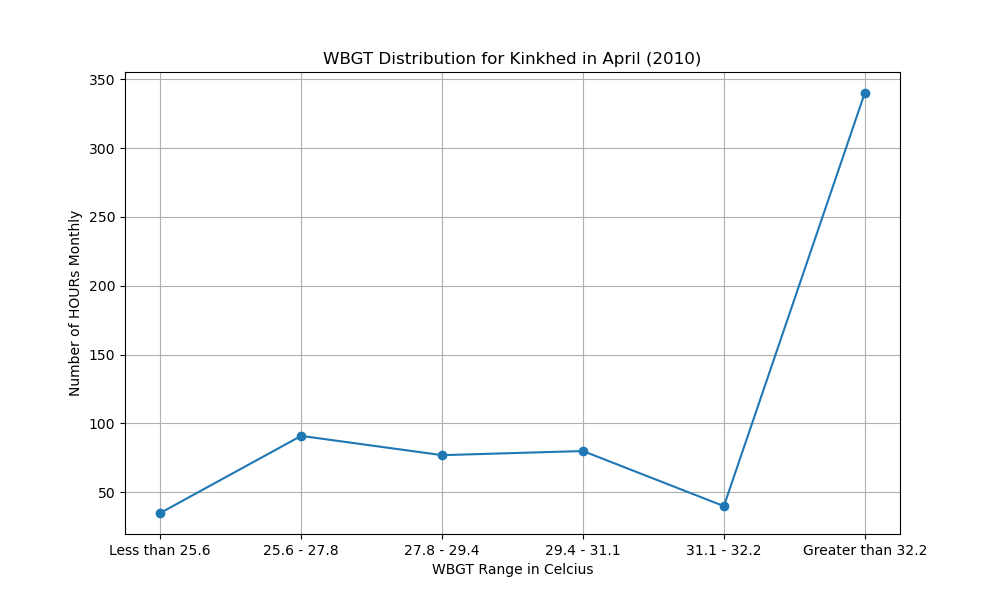 WBGT Distribution for Kinkhed in April (2010)
Number of HOURs Monthly
350
300
250
200
150
100
50
Less than 25.6
25.6 - 27.8
27.8 - 29.4
29.4 - 31.1
31.1 - 32.2
Greater than 32.2
WBGT Range in Celcius